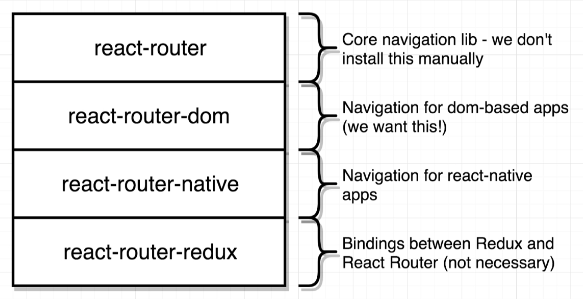 react-router
Core navigation lib - we don't
install this manually
react-router-dom
Navigation for dom-based apps
(we want this!)
react-router-native
Navigation for react-native
apps
react-router-redux
Bindings between Redux and
React Router (not necessary)